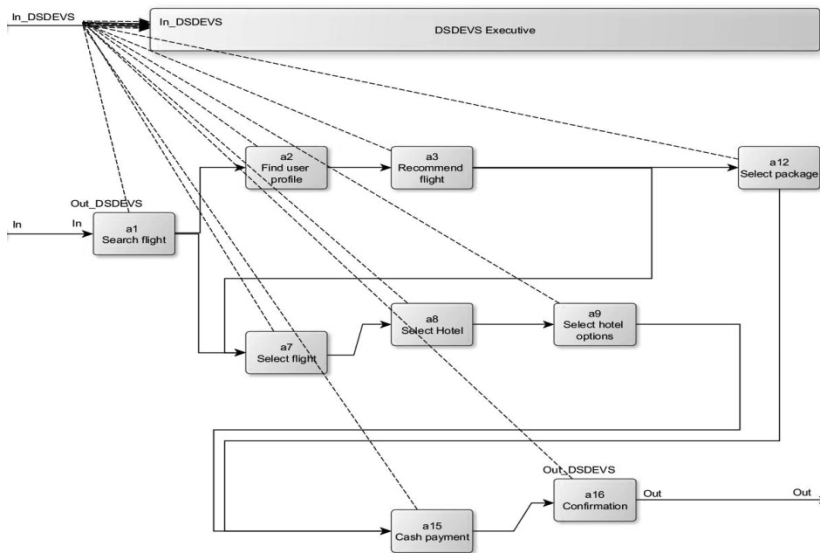 In_DSDEVS
In_DSDEVS
DSDEVS Executive
a2
Find user
profile
a3
Recommend
flight
a12
Select package
Out_DSDEVS
In
In
a1
Search flight
a7
Select flight
a8
Select Hotel
a9
Select hotel
options
Out_DSDEVS
a16
Confirmation
Out
Out
a15
Cash payment